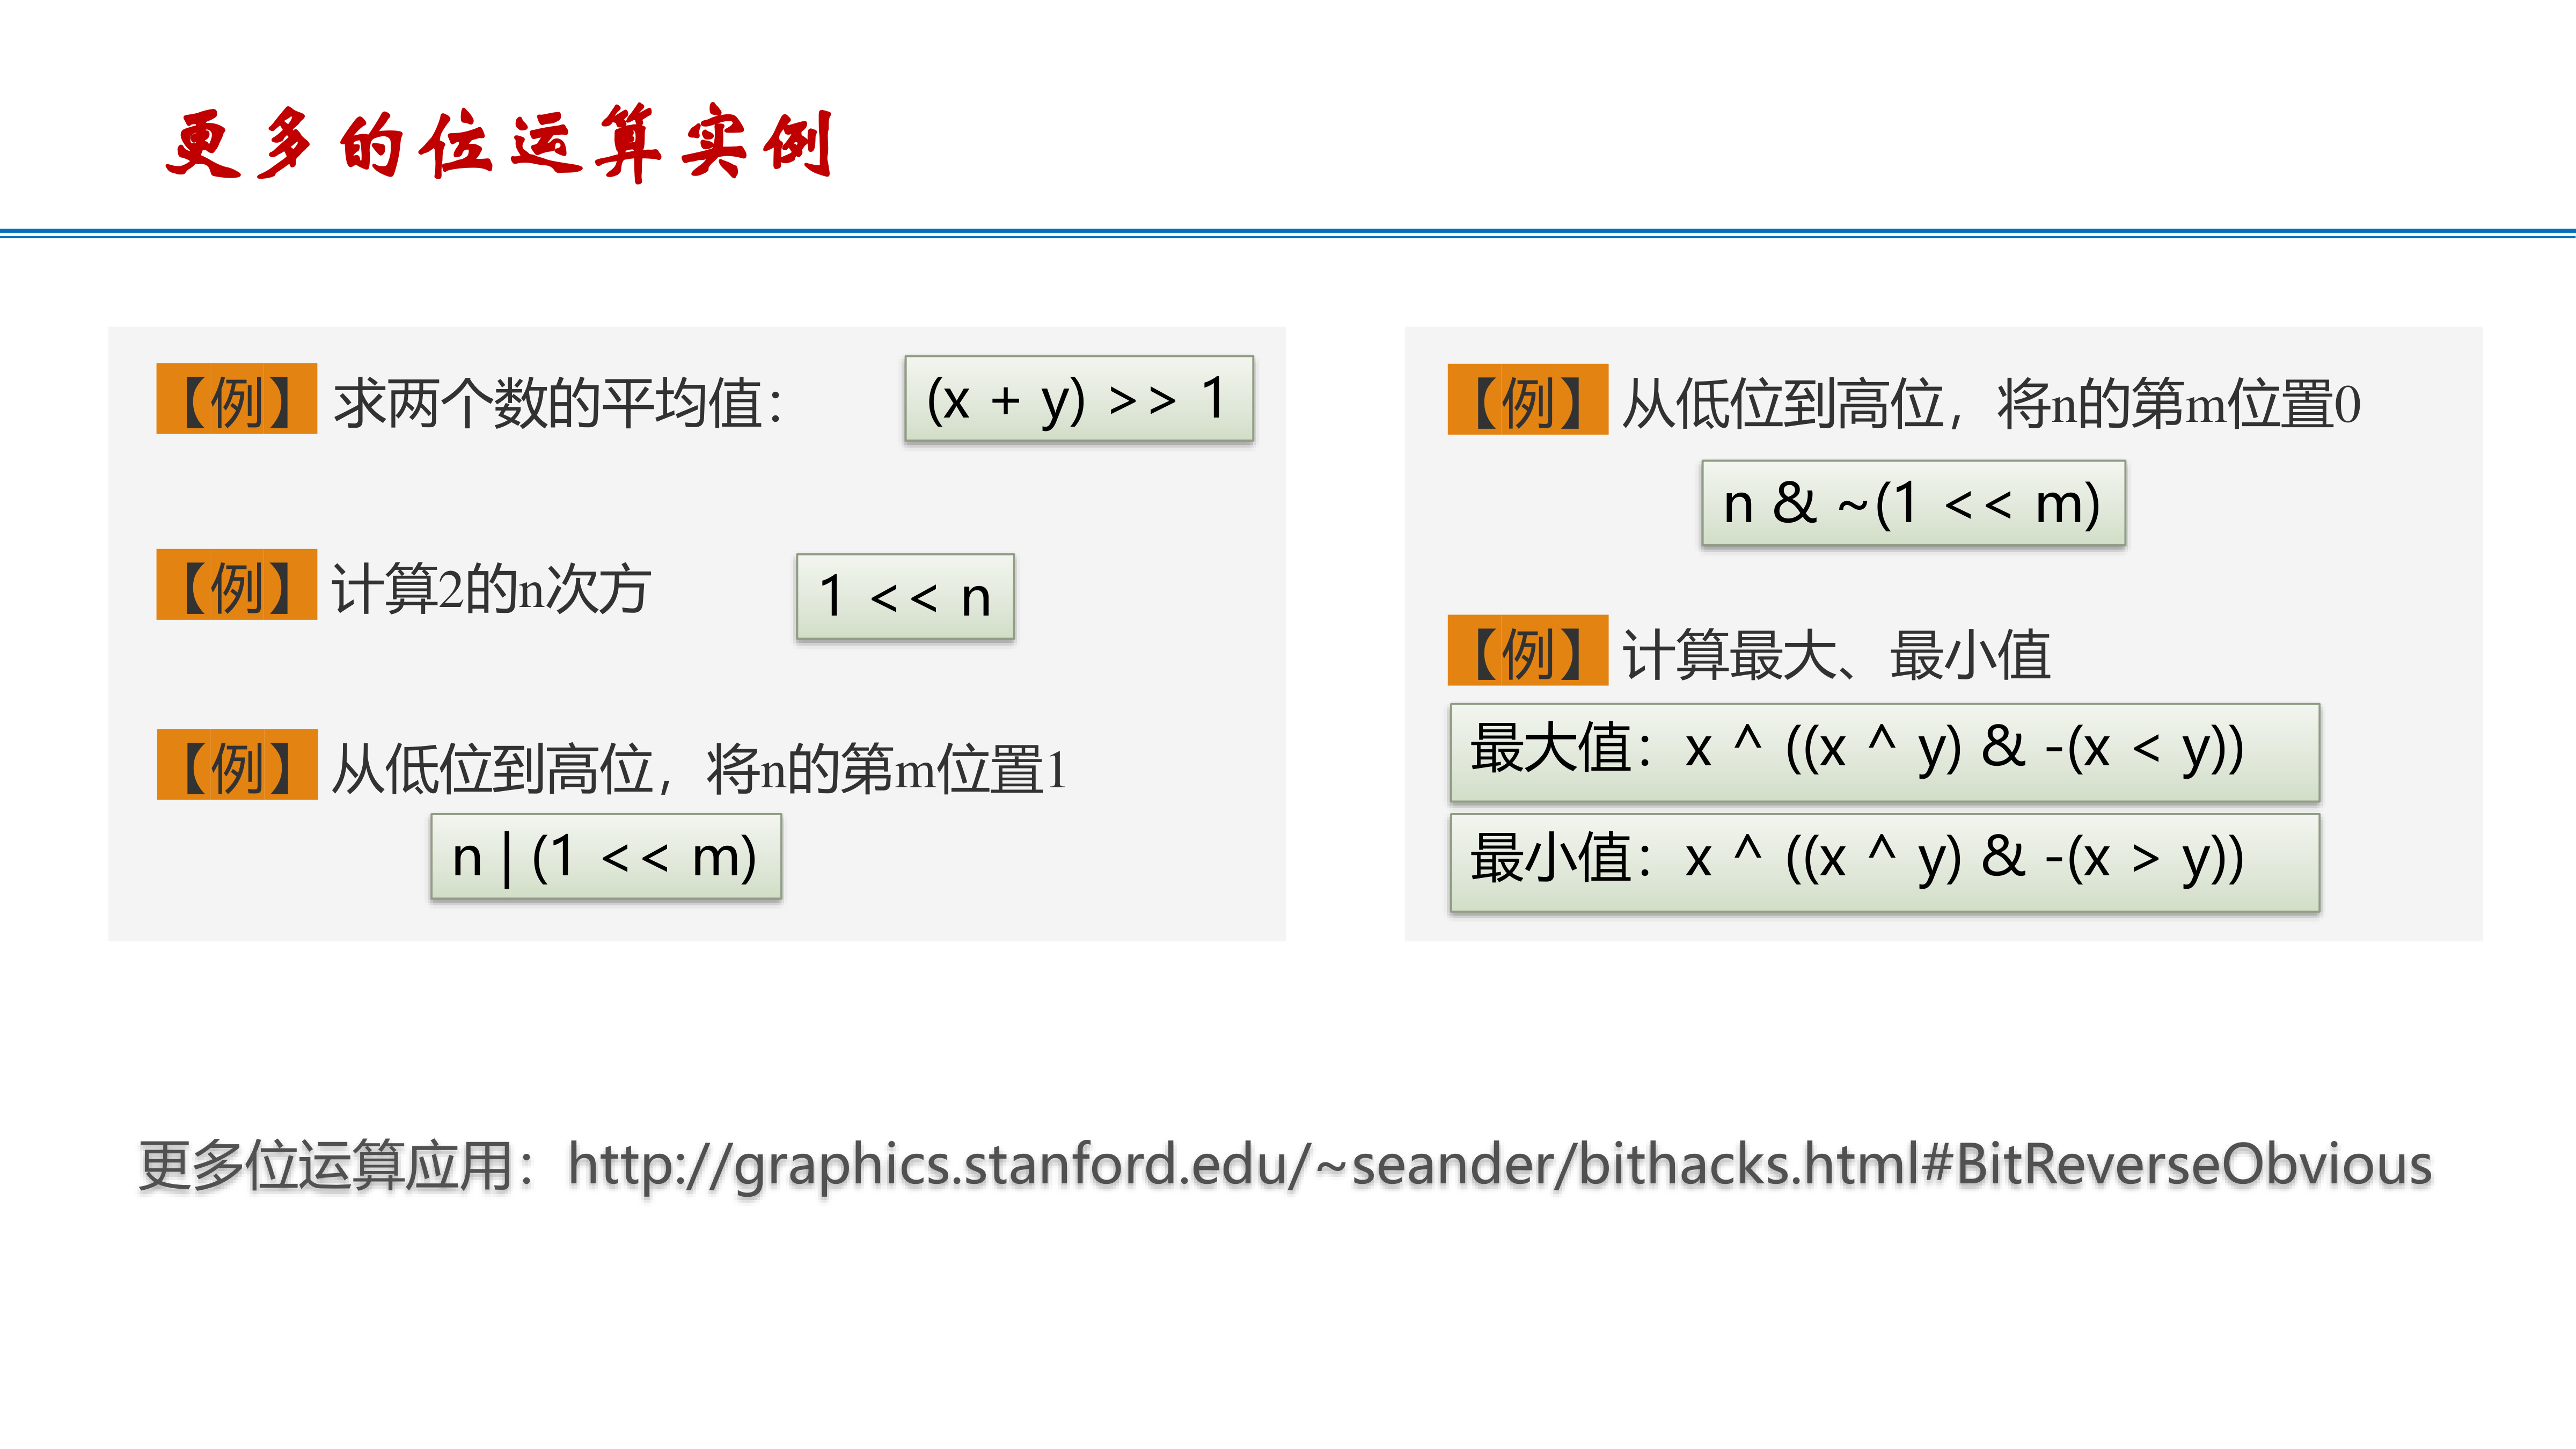 更多的位运算实例
【例】 求两个数的平均值：
(x + y) >> 1
【例】 计算2的n次方
1 << n
【例】 从低位到高位，将n的第m位置1
n | (1 << m)
【例】 从低位到高位，将n的第m位置0
n & ~(1 << m)
【例】 计算最大、最小值
最大值：x ^ ((x ^ y) & -(x < y))
最小值：x ^ ((x ^ y) & -(x > y))
更多位运算应用：http://graphics.stanford.edu/~seander/bithacks.html#BitReverseObvious